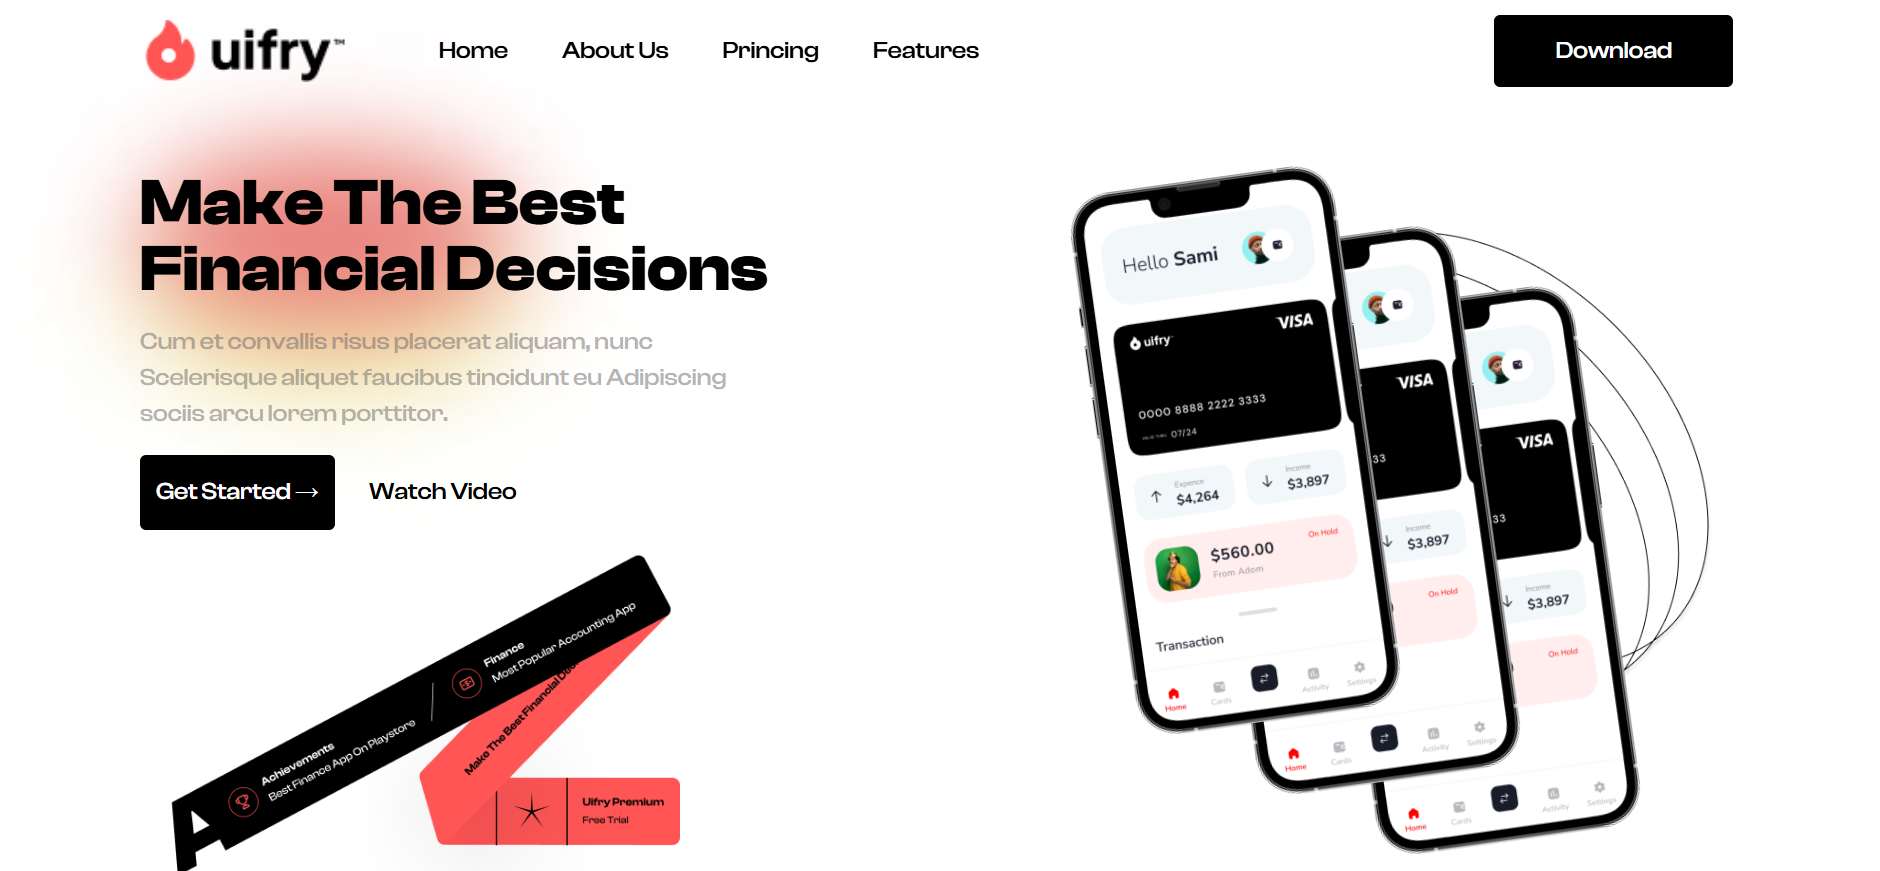 uifry™
Home
About Us
Princing
Features
Download
Make The Best
Financial Decisions
Cum et convallis risus placerat aliquam, nunc
Scelerisque aliquet faucibus tincidunt eu Adipiscing
sociis arcu lorem porttitor.
Get Started →
Watch Video
Achievements
Best Finance App On Playstore
Finance
Most Popular Accounting App
Make The Best Financial
Uifry Premium
Free Trial
A
Hello Sami
uifry
VISA
0000 8888 2222 3333
VALID THRU 07/24
Expence
$4,264
Income
$3,897
$560.00
From Adom
On Hold
Transaction
Home
Cards
Activity
Settings
VISA
33
Income
$3,897
On Hold
Home
Cards
Activity
Settings
VISA
33
Income
$3,897
On Hold
Home
Cards
Activity
Settings